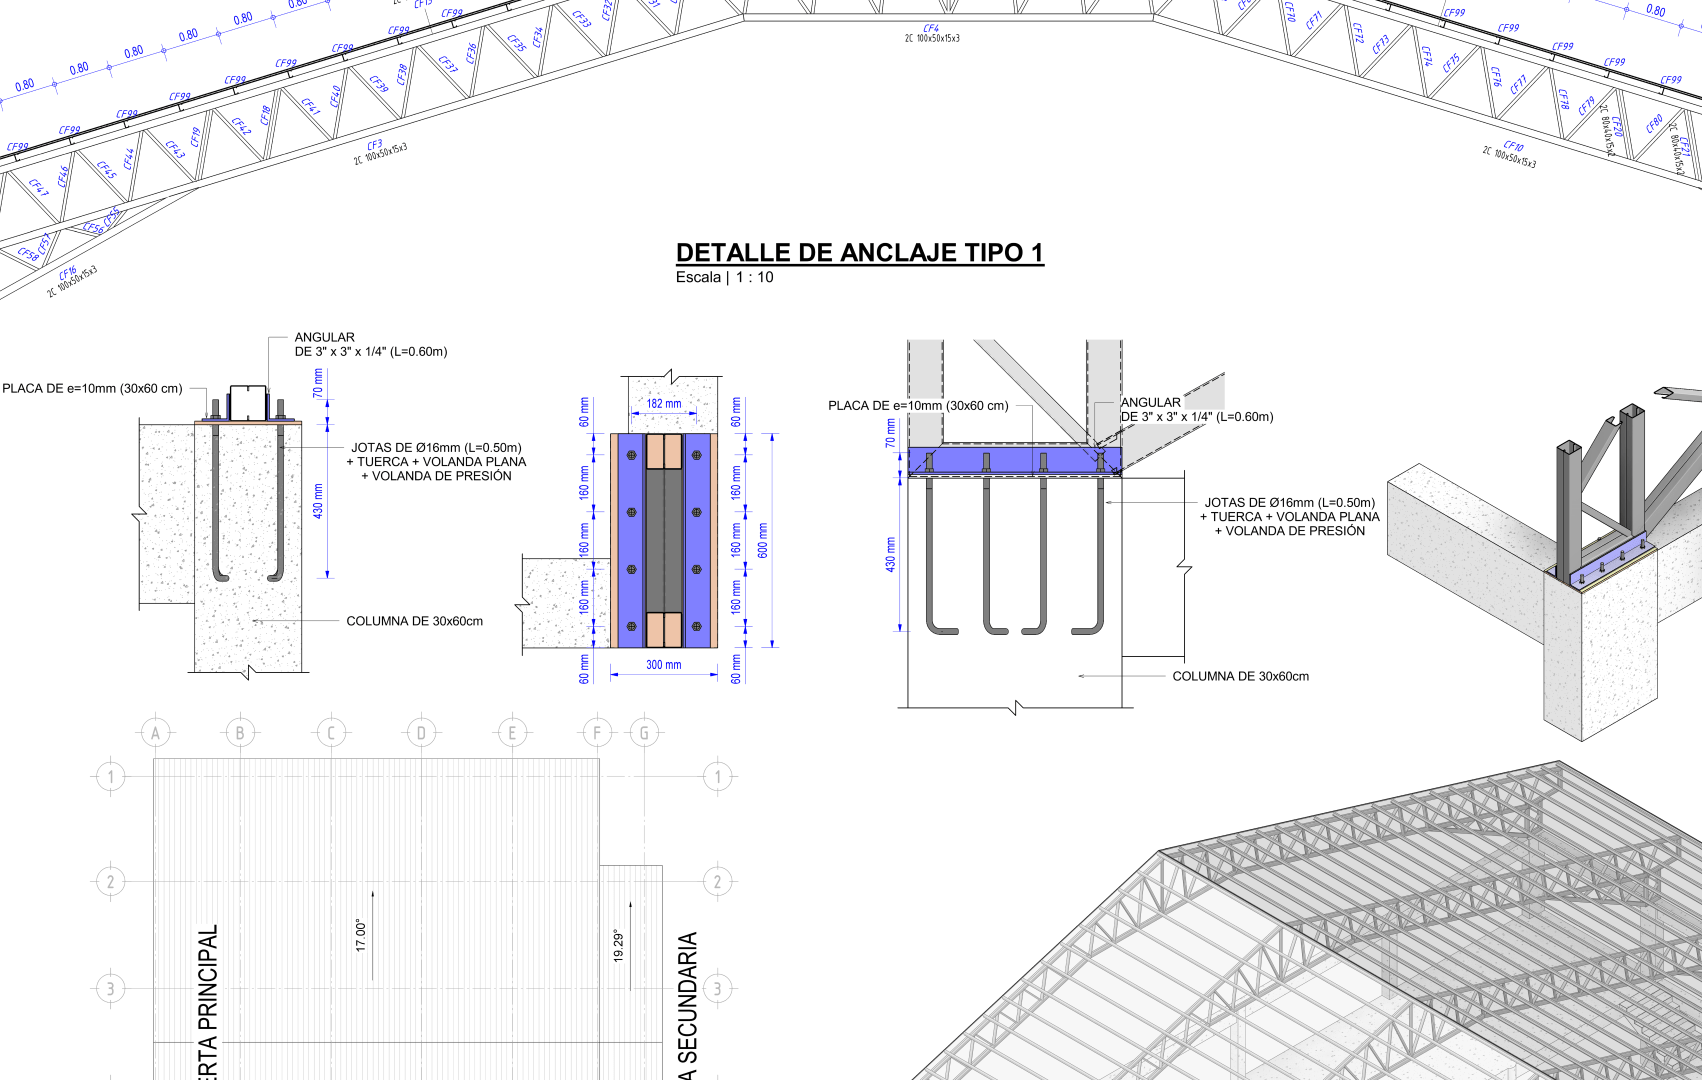 0.80
0.80
0.80
0.80
0.80
0.80
CF99
CF99
CF99
CF99
CF99
CF99
CF99
CF99
CF33
CF32
CF34
CF35
CF36
CF37
CF38
CF39
CF40
CF41
CF18
CF42
CF19
CF43
CF44
CF45
CF46
CF47
CF55
CF56
CF57
CF58
CF16
2C 100x50x15x3
CF3
2C 100x50x15x3
CF4
2C 100x50x15x3
CF70
CF71
CF72
CF73
CF74
CF75
CF76
CF77
CF78
CF79
CF20
2C 80x40x15x2
CF80
CF21
2C 80x40x15x2
CF10
2C 100x50x15x3
CF99
CF99
CF99
CF99
CF99
DETALLE DE ANCLAJE TIPO 1
Escala | 1 : 10
ANGULAR
DE 3" x 3" x 1/4" (L=0.60m)
PLACA DE e=10mm (30x60 cm)
70 mm
JOTAS DE Ø16mm (L=0.50m)
+ TUERCA + VOLANDA PLANA
+ VOLANDA DE PRESIÓN
430 mm
COLUMNA DE 30x60cm
182 mm
60 mm
60 mm
160 mm
160 mm
160 mm
160 mm
160 mm
160 mm
600 mm
60 mm
60 mm
300 mm
PLACA DE e=10mm (30x60 cm)
ANGULAR
DE 3" x 3" x 1/4" (L=0.60m)
70 mm
430 mm
JOTAS DE Ø16mm (L=0.50m)
+ TUERCA + VOLANDA PLANA
+ VOLANDA DE PRESIÓN
COLUMNA DE 30x60cm
A B C D E F G
1 1
2 2
3 3
17.00°
19.29°
ERTA PRINCIPAL
A SECUNDARIA